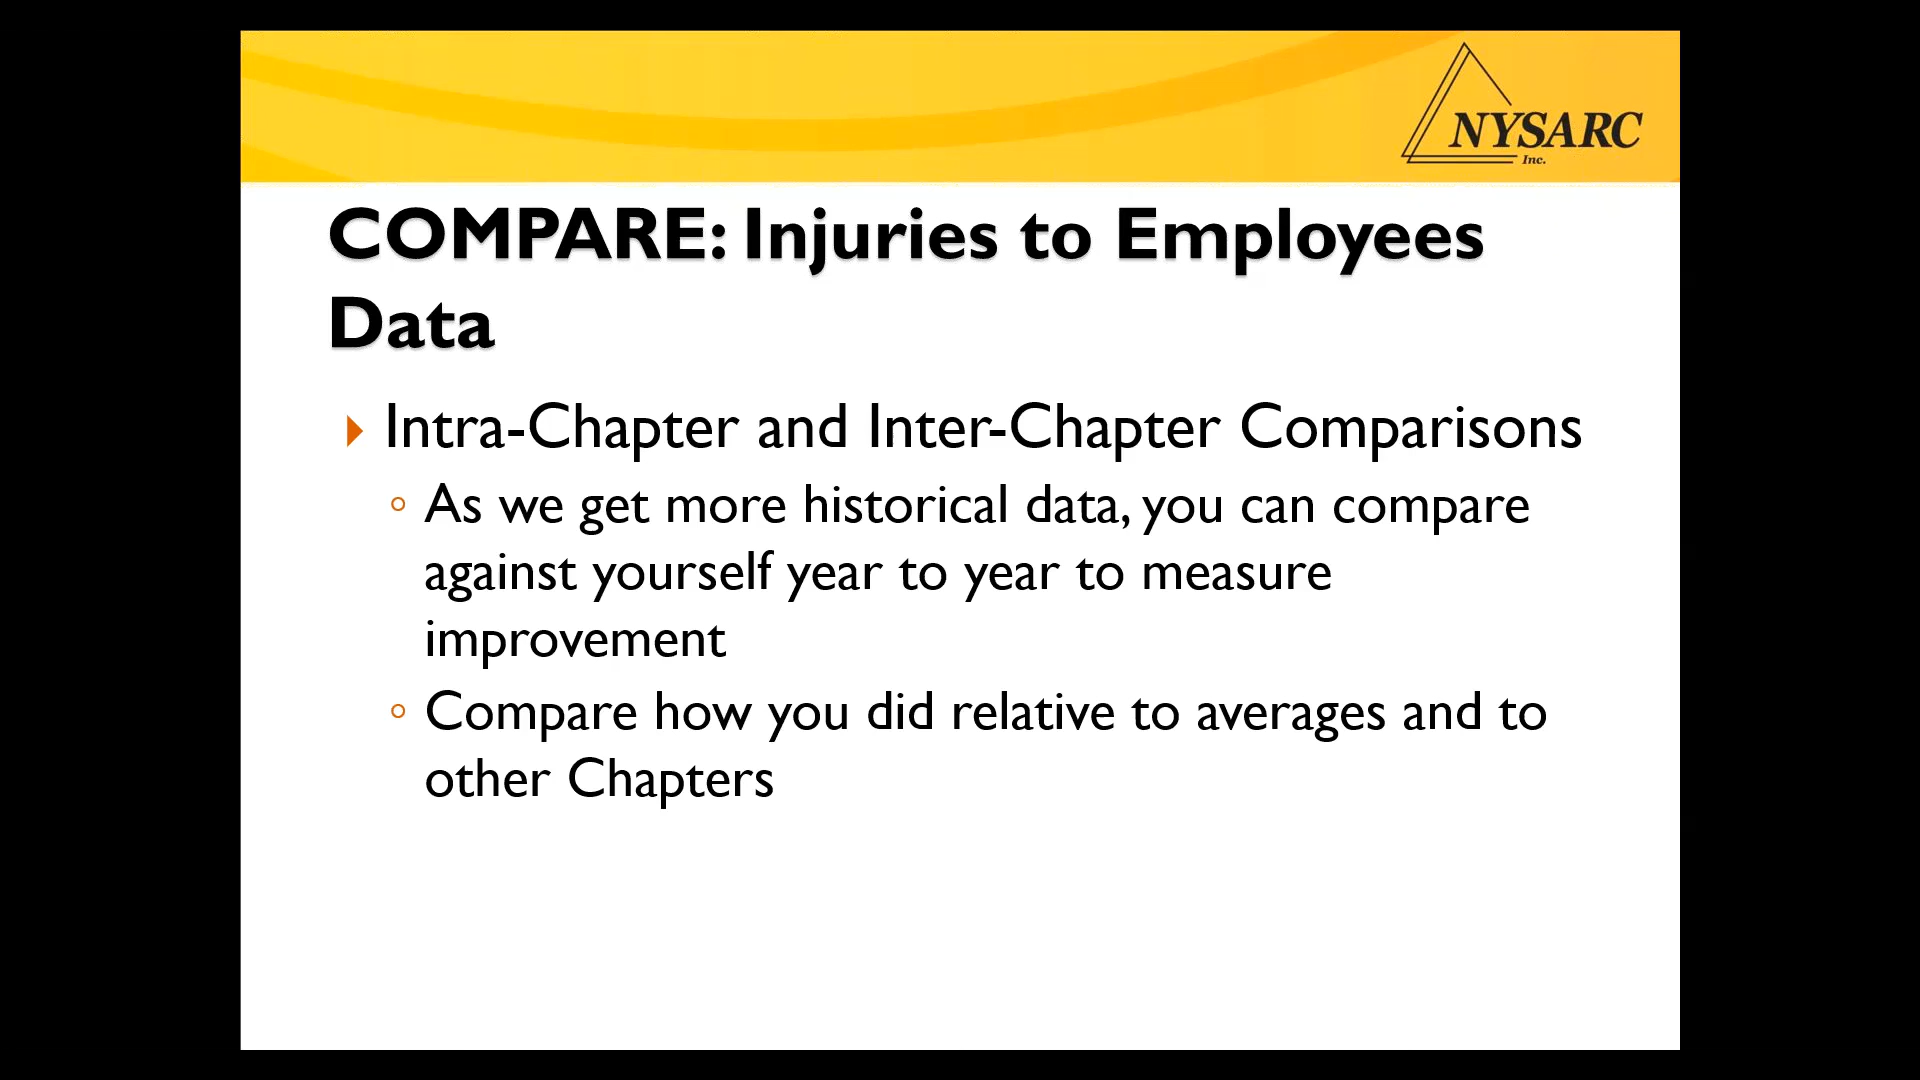 NYSARC
Inc.
COMPARE: Injuries to Employees
Data
Intra-Chapter and Inter-Chapter Comparisons
As we get more historical data, you can compare
against yourself year to year to measure
improvement
Compare how you did relative to averages and to
other Chapters